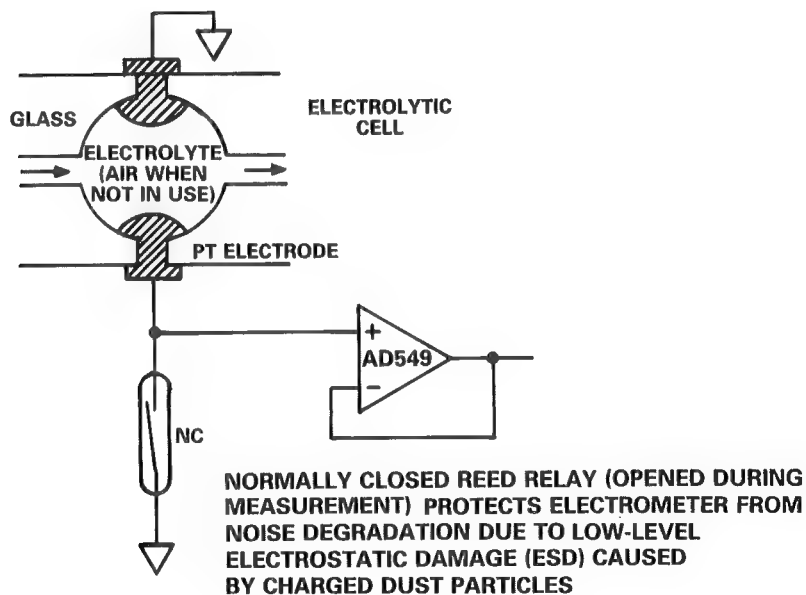 GLASS
ELECTROLYTIC
CELL
ELECTROLYTE
(AIR WHEN
NOT IN USE)
PT ELECTRODE
+
AD549
−
NC
NORMALLY CLOSED REED RELAY (OPENED DURING
MEASUREMENT) PROTECTS ELECTROMETER FROM
NOISE DEGRADATION DUE TO LOW-LEVEL
ELECTROSTATIC DAMAGE (ESD) CAUSED
BY CHARGED DUST PARTICLES